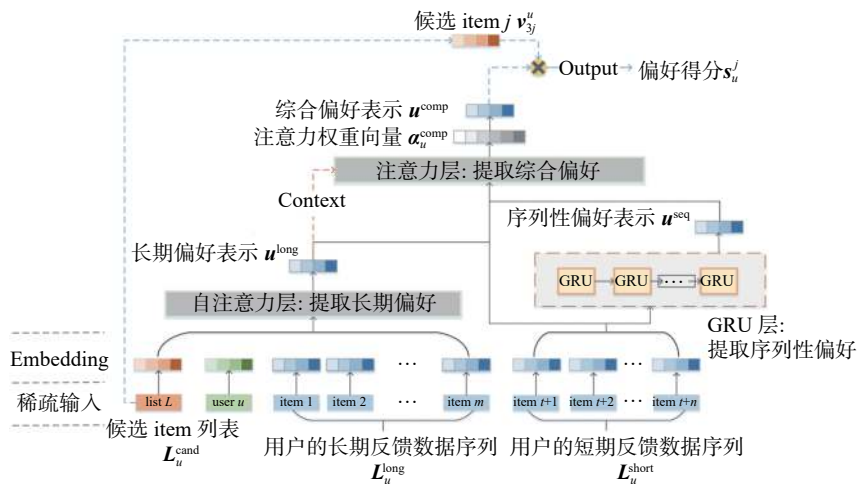 候选 item j v_{3j}^{u}
Output
偏好得分 s_u^j
综合偏好表示 u^{comp}
注意力权重向量 α_u^{comp}
注意力层: 提取综合偏好
Context
序列性偏好表示 u^{seq}
长期偏好表示 u^{long}
GRU GRU ··· GRU
自注意力层: 提取长期偏好
GRU 层:
提取序列性偏好
Embedding ··· ···
稀疏输入 list L user u item 1 item 2 ··· item m item t+1 item t+2 ··· item t+n
候选 item 列表
L_u^{cand}
用户的长期反馈数据序列
L_u^{long}
用户的短期反馈数据序列
L_u^{short}